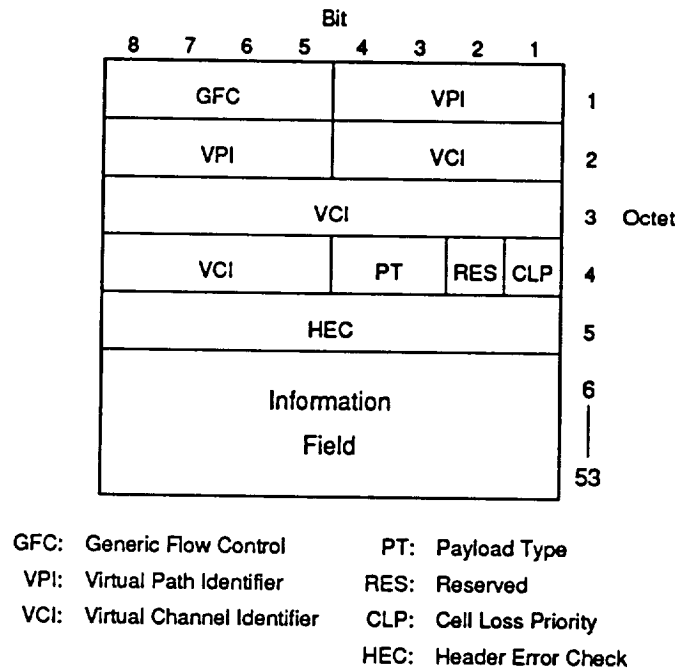 Bit
8 7 6 5 4 3 2 1
GFC VPI 1
VPI VCI 2
VCI 3 Octet
VCI PT RES CLP 4
HEC 5
Information 6
Field
53
GFC: Generic Flow Control PT: Payload Type
VPI: Virtual Path Identifier RES: Reserved
VCI: Virtual Channel Identifier CLP: Cell Loss Priority
HEC: Header Error Check